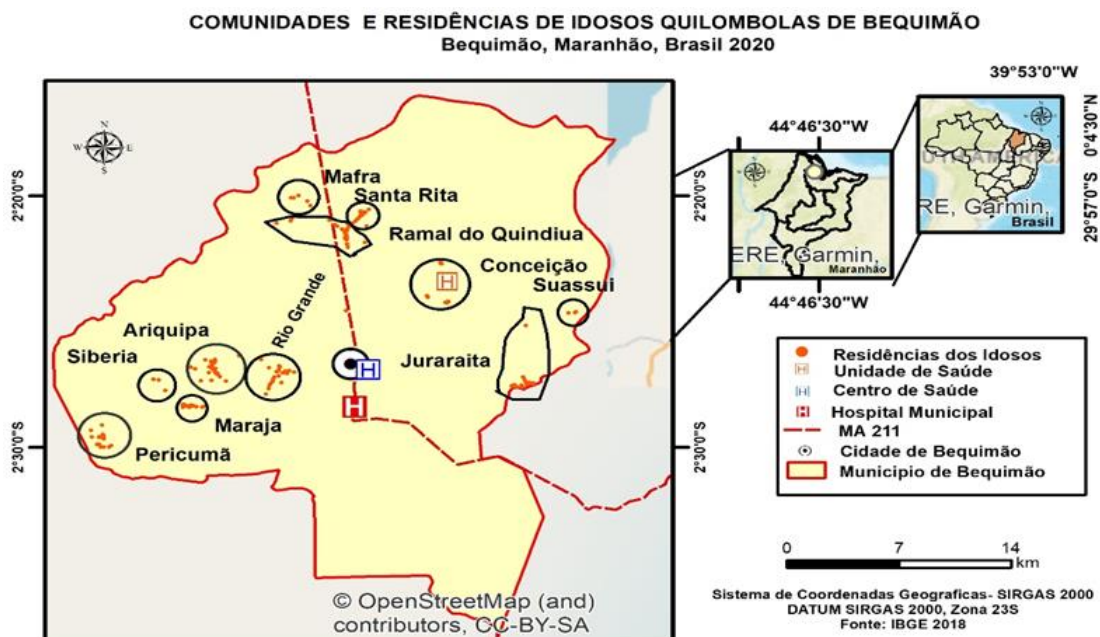 COMUNIDADES E RESIDÊNCIAS DE IDOSOS QUILOMBOLAS DE BEQUIMÃO
Bequimão, Maranhão, Brasil 2020
39°53'0"W
44°46'30"W
0°4'30"N
29°57'0"S
2°20'0"S
2°20'0"S
N
W E
S
Mafra
Santa Rita
Ramal do Quindiua
Conceição
H
Suassui
Rio Grande
Ariquipa
Siberia
Juraraita
H
H
Maraja
Pericumã
2°30'0"S
2°30'0"S
© OpenStreetMap (and)
contributors, CC-BY-SA
ERE, Garmin,
Maranhão
44°46'30"W
UTH AMERICA
RE, Garmin,
Brasil
Residências dos Idosos
H Unidade de Saúde
H Centro de Saúde
H Hospital Municipal
MA 211
Cidade de Bequimão
Municipio de Bequimão
0 7 14
km
Sistema de Coordenadas Geograficas- SIRGAS 2000
DATUM SIRGAS 2000, Zona 23S
Fonte: IBGE 2018